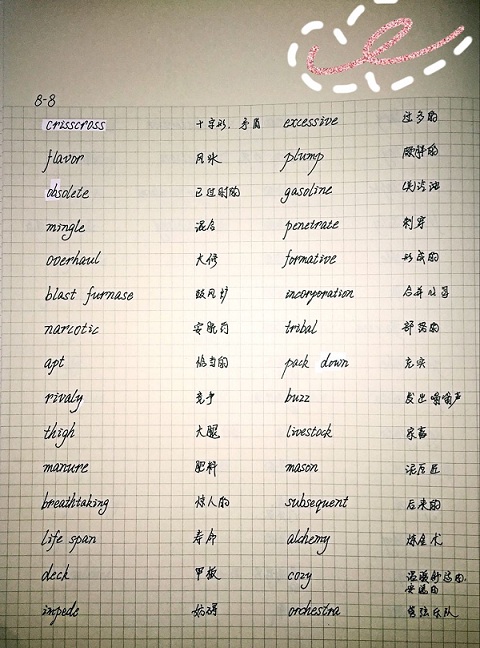 8-8
crisscross 十字形,矛盾 excessive 过多的
flavor 风味 plump 腴胖的
obsolete 已过时的 gasoline 汽油
mingle 混合 penetrate 刺穿
overhaul 大修 formative 形成的
blast furnase 鼓风炉 incorporation 合并
narcotic 安眠药 tribal 部落的
apt 恰当的 pack down 充实
rivaly 竞争 buzz 发出嗡嗡声
thigh 大腿 livestock 家畜
manure 肥料 mason 泥瓦匠
breathtaking 惊人的 subsequent 后来的
life span 寿命 alchemy 炼金术
deck 甲板 cozy 温暖舒适的,
安逸的
impede 妨碍 orchestra 管弦乐队